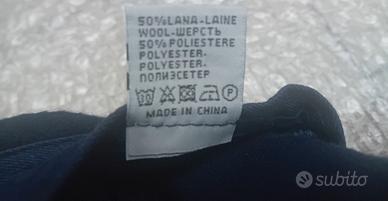 50%LANA-LAINE
WOOL-ШЕРСТЬ
50%POLIESTERE
POLYESTER-
POLYESTER-
ПОЛИЭСТЕР
P
MADE IN CHINA
subito